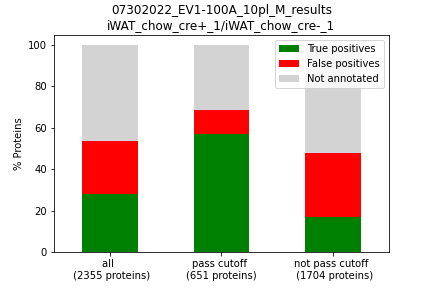 07302022_EV1-100A_10pl_M_results
iWAT_chow_cre+_1/iWAT_chow_cre-_1
100
80
60
40
20
0
% Proteins
True positives
False positives
Not annotated
all
(2355 proteins)
pass cutoff
(651 proteins)
not pass cutoff
(1704 proteins)